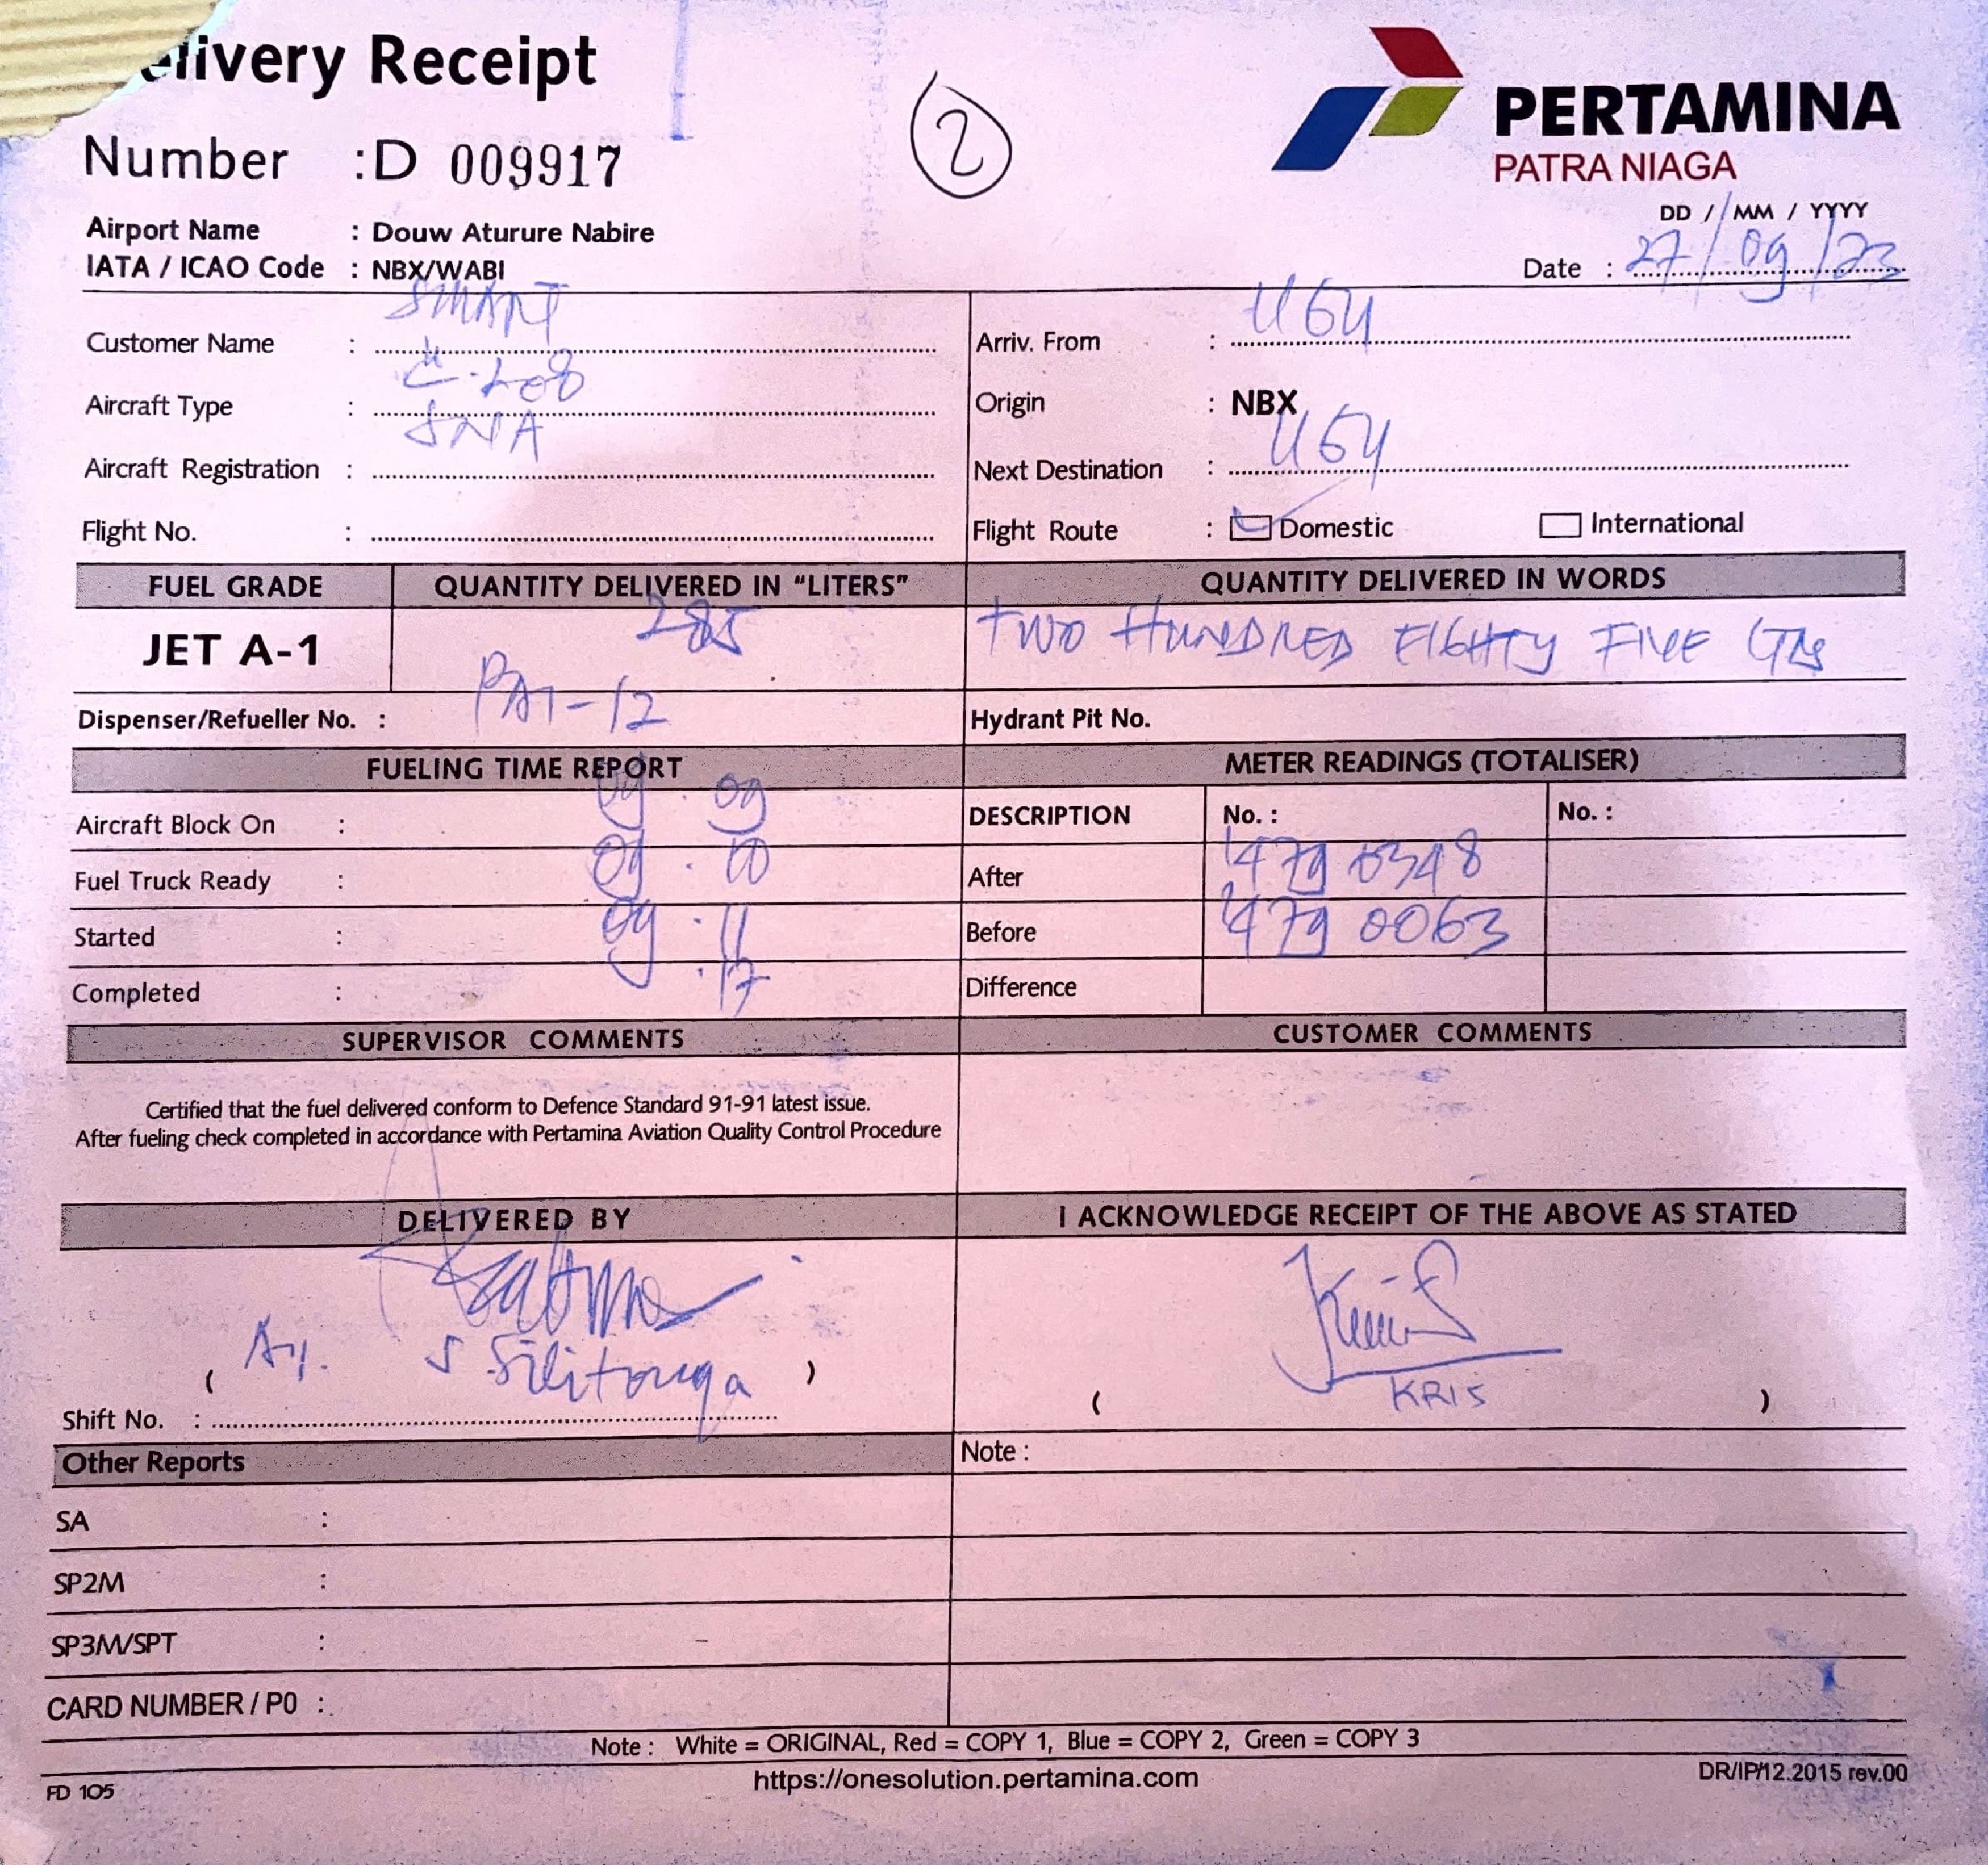 elivery Receipt
2
PERTAMINA
PATRA NIAGA
Number : D 009917
Airport Name : Douw Aturure Nabire
IATA / ICAO Code : NBX/WABI
DD / MM / YYYY
Date : 27/09/23
Customer Name : SMART
Aircraft Type : C-208
Aircraft Registration : SNA
Flight No. :
Arriv. From : UGU
Origin : NBX
Next Destination : UGU
Flight Route : Domestic International
FUEL GRADE QUANTITY DELIVERED IN "LITERS" QUANTITY DELIVERED IN WORDS
JET A-1 285 TWO HUNDRED EIGHTY FIVE
Dispenser/Refueller No. : PAT-12 Hydrant Pit No.
FUELING TIME REPORT METER READINGS (TOTALISER)
Aircraft Block On : 09.09 DESCRIPTION No. : No. :
Fuel Truck Ready : 09.10 After 4790348
Started : 09.11 Before 4790063
Completed : .17 Difference
SUPERVISOR COMMENTS CUSTOMER COMMENTS
Certified that the fuel delivered conform to Defence Standard 91-91 latest issue.
After fueling check completed in accordance with Pertamina Aviation Quality Control Procedure
DELIVERED BY I ACKNOWLEDGE RECEIPT OF THE ABOVE AS STATED
( S Silitonga )
( KRIS )
Shift No. :
Other Reports Note :
SA :
SP2M :
SP3M/SPT :
CARD NUMBER / P0 :
Note : White = ORIGINAL, Red = COPY 1, Blue = COPY 2, Green = COPY 3
FD 105 https://onesolution.pertamina.com DR/IP/12.2015 rev.00